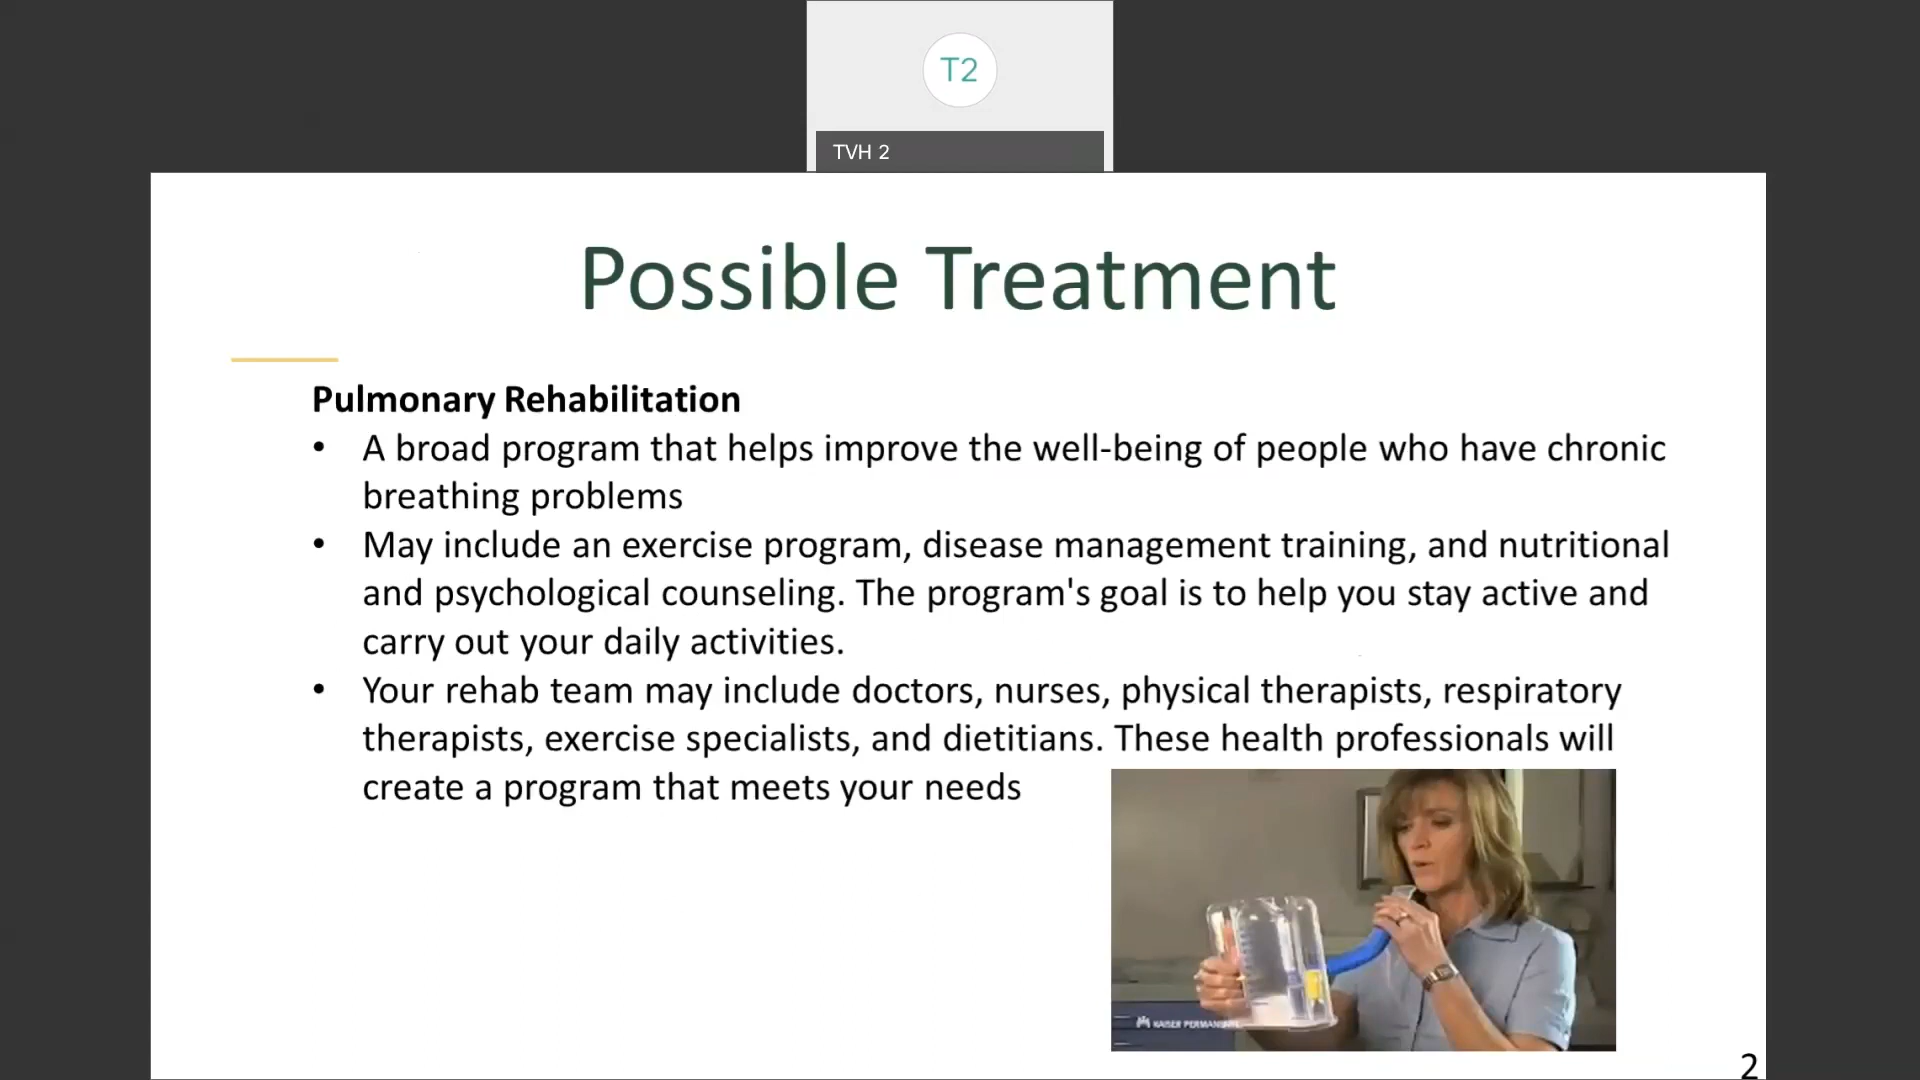 T2
TVH 2
Possible Treatment
Pulmonary Rehabilitation
• A broad program that helps improve the well-being of people who have chronic
breathing problems
• May include an exercise program, disease management training, and nutritional
and psychological counseling. The program's goal is to help you stay active and
carry out your daily activities.
• Your rehab team may include doctors, nurses, physical therapists, respiratory
therapists, exercise specialists, and dietitians. These health professionals will
create a program that meets your needs
KAISER PERMANENTE
2